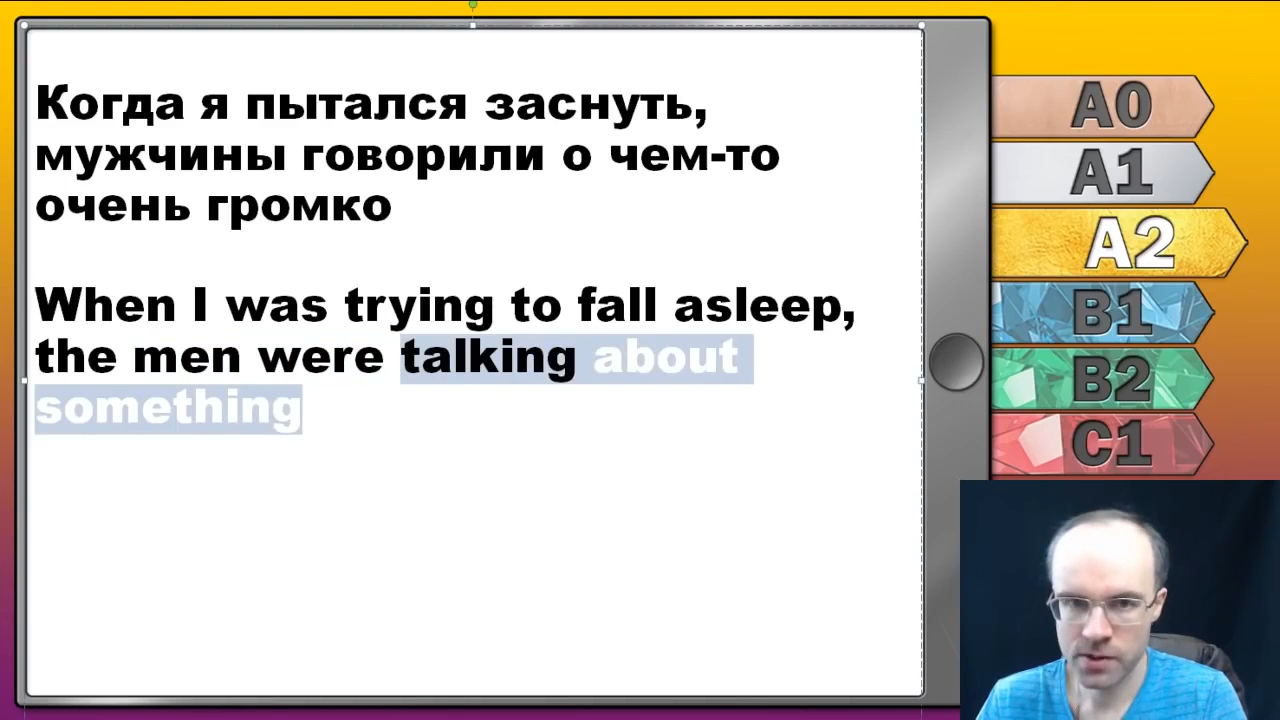 Когда я пытался заснуть,
мужчины говорили о чем-то
очень громко
When I was trying to fall asleep,
the men were talking about
something
A0
A1
A2
B1
B2
C1